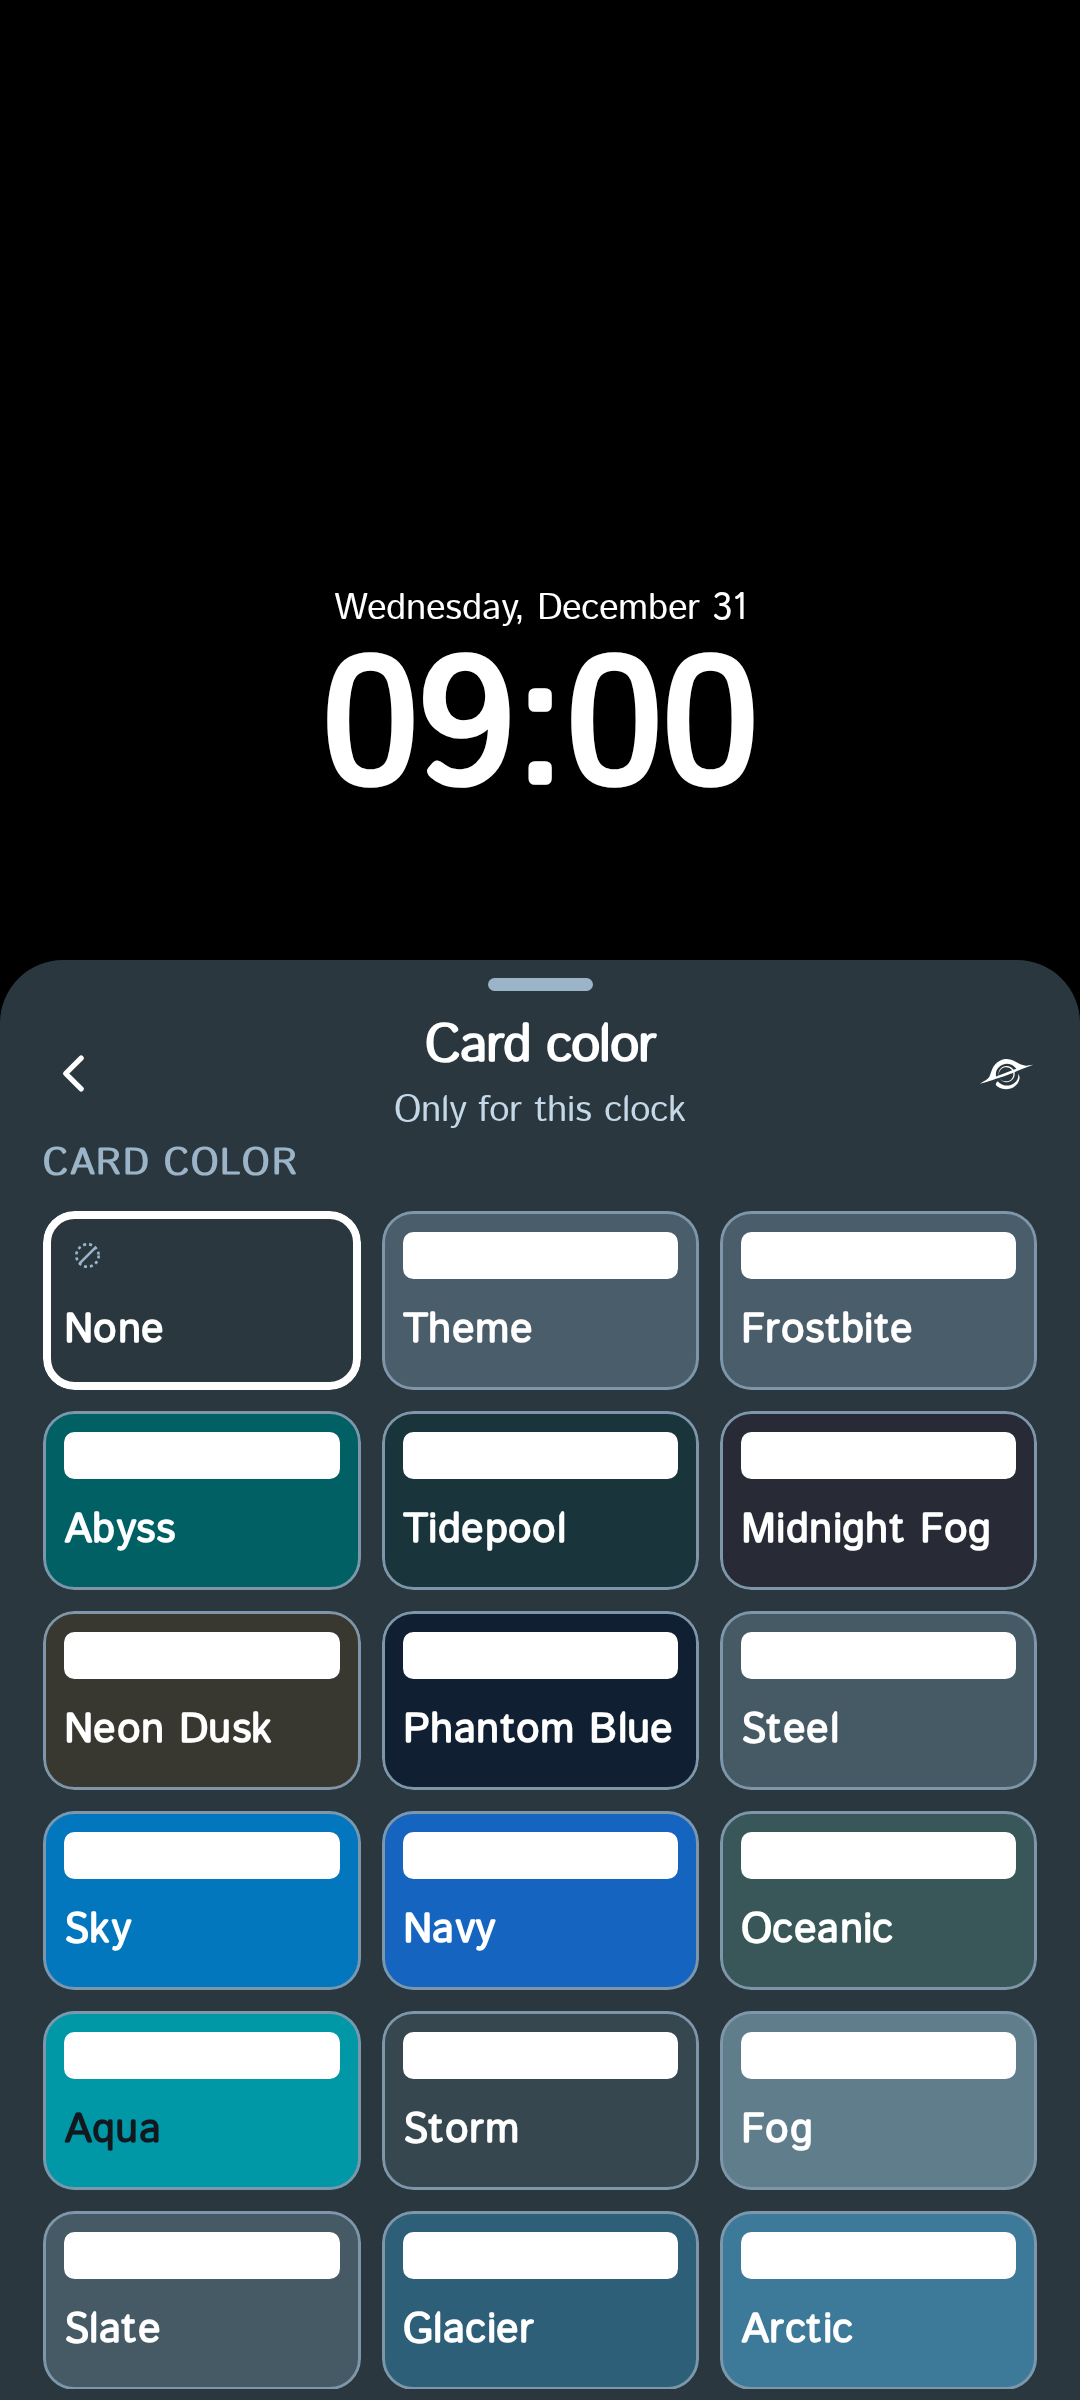 Wednesday, December 31
09:00
Card color
Only for this clock
CARD COLOR
None
Theme
Frostbite
Abyss
Tidepool
Midnight Fog
Neon Dusk
Phantom Blue
Steel
Sky
Navy
Oceanic
Aqua
Storm
Fog
Slate
Glacier
Arctic